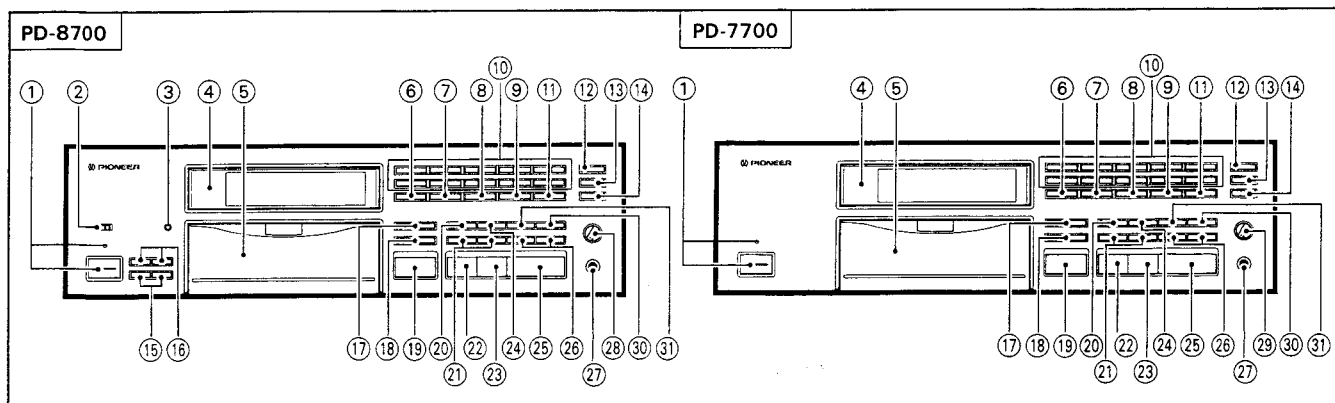 PD-8700
PD-7700
⑩
① ② ③ ④ ⑤ ⑥ ⑦ ⑧ ⑨ ⑪ ⑫ ⑬ ⑭
PIONEER
⑮ ⑯ ⑰ ⑱ ⑲ ⑳ ㉑ ㉒ ㉓ ㉔ ㉕ ㉖ ㉗ ㉘ ㉚ ㉛
⑩
① ④ ⑤ ⑥ ⑦ ⑧ ⑨ ⑪ ⑫ ⑬ ⑭
PIONEER
⑰ ⑱ ⑲ ⑳ ㉑ ㉒ ㉓ ㉔ ㉕ ㉖ ㉗ ㉙ ㉚ ㉛